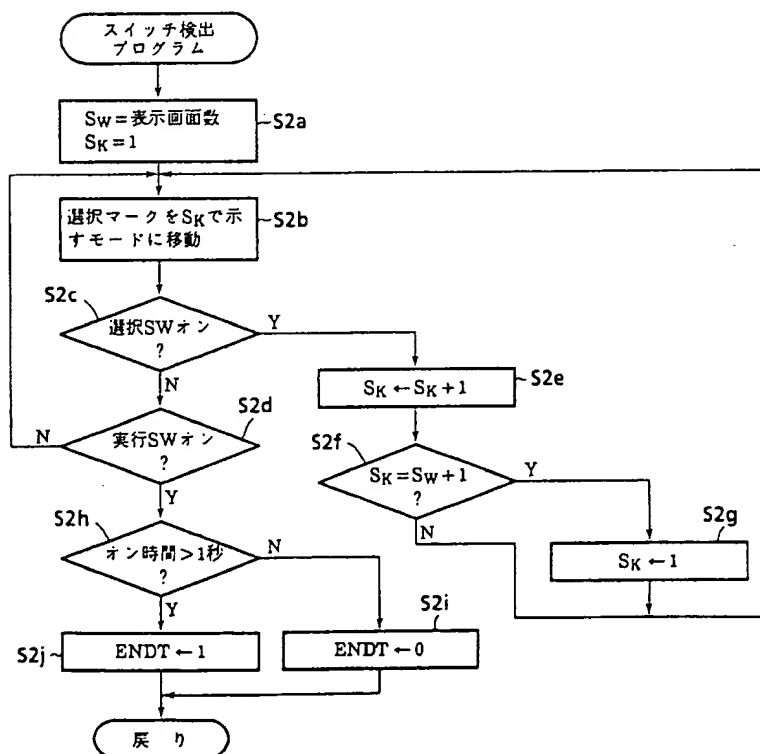 スイッチ検出
プログラム
SW=表示画面数
SK=1
S2a
選択マークをSKで示
すモードに移動
S2b
S2c
選択SWオン
?
Y
N
SK←SK+1
S2e
S2d
実行SWオン
?
N
Y
S2f
SK=SW+1
?
Y
N
S2g
SK←1
S2h
オン時間>1秒
?
N
Y
S2i
ENDT←0
S2j
ENDT←1
戻 り